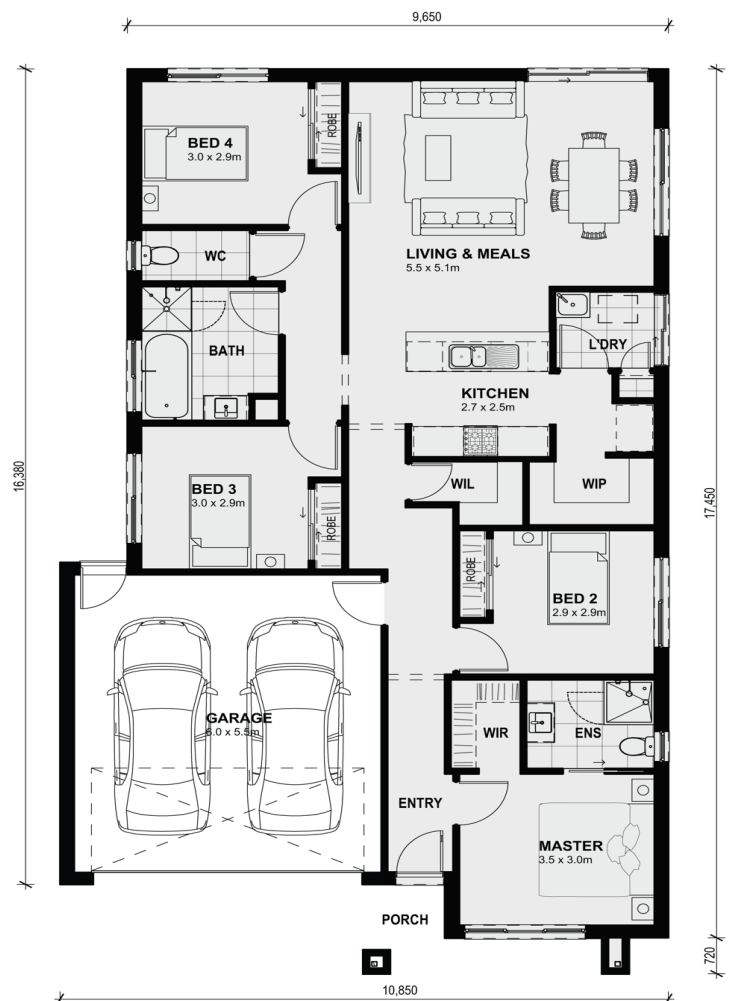 9,650
BED 4
3.0 x 2.9m
ROBE
WC
LIVING & MEALS
5.5 x 5.1m
BATH
L'DRY
KITCHEN
2.7 x 2.5m
16,380
17,450
BED 3
3.0 x 2.9m
ROBE
WIL
WIP
ROBE
BED 2
2.9 x 2.9m
GARAGE
6.0 x 5.5m
WIR
ENS
ENTRY
MASTER
3.5 x 3.0m
PORCH
720
10,850